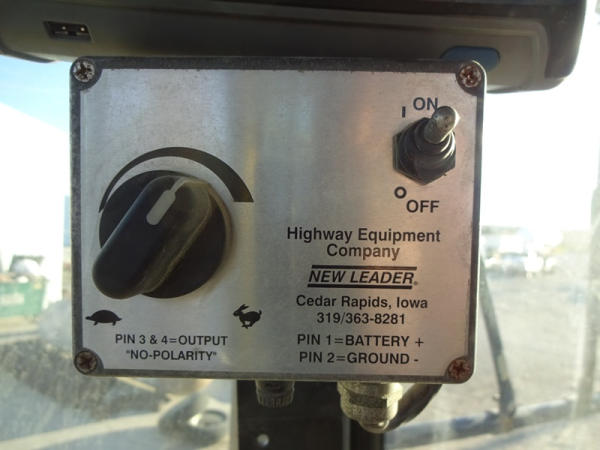 I ON
O OFF
Highway Equipment
Company
NEW LEADER®
Cedar Rapids, Iowa
319/363-8281
PIN 3 & 4=OUTPUT
"NO-POLARITY"
PIN 1=BATTERY +
PIN 2=GROUND -